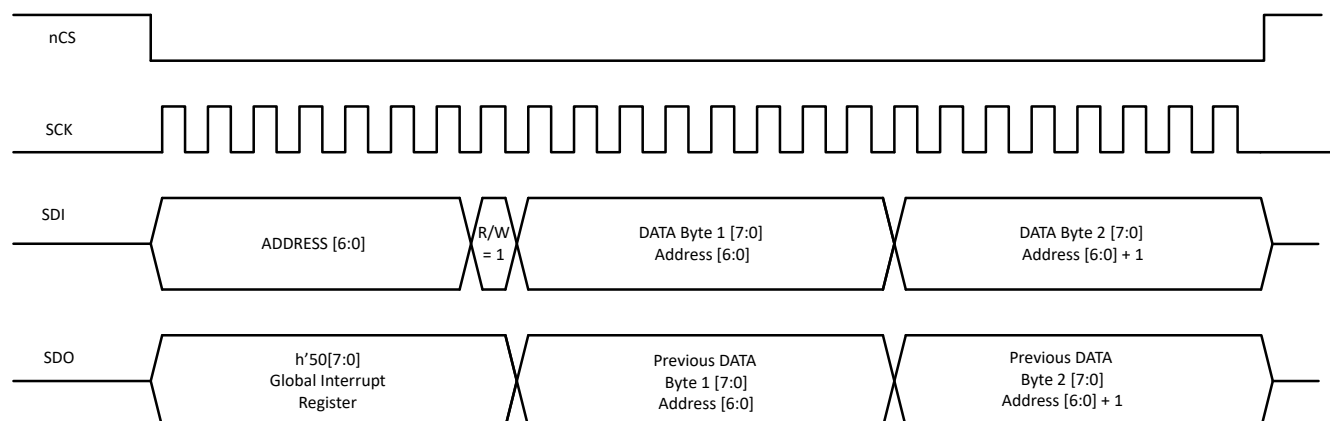 nCS
SCK
SDI
ADDRESS [6:0]
R/W
= 1
DATA Byte 1 [7:0]
Address [6:0]
DATA Byte 2 [7:0]
Address [6:0] + 1
SDO
h'50[7:0]
Global Interrupt
Register
Previous DATA
Byte 1 [7:0]
Address [6:0]
Previous DATA
Byte 2 [7:0]
Address [6:0] + 1